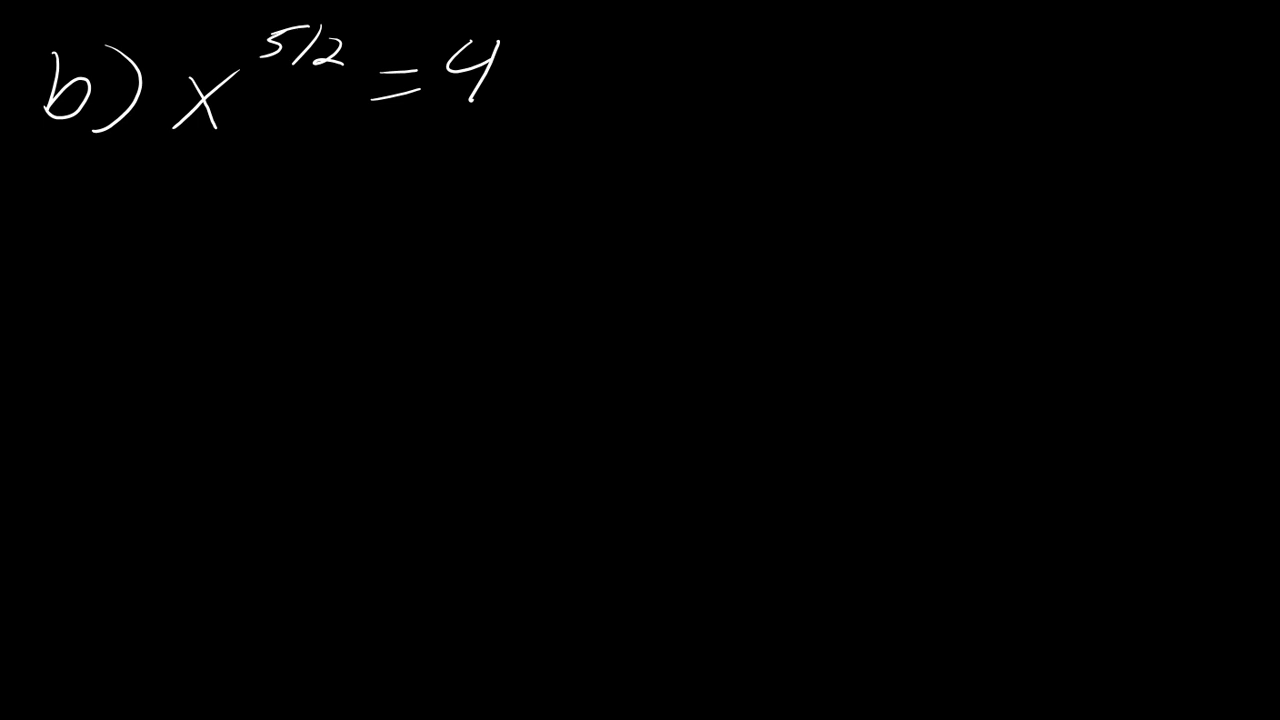 b) x^{5/2} = 4